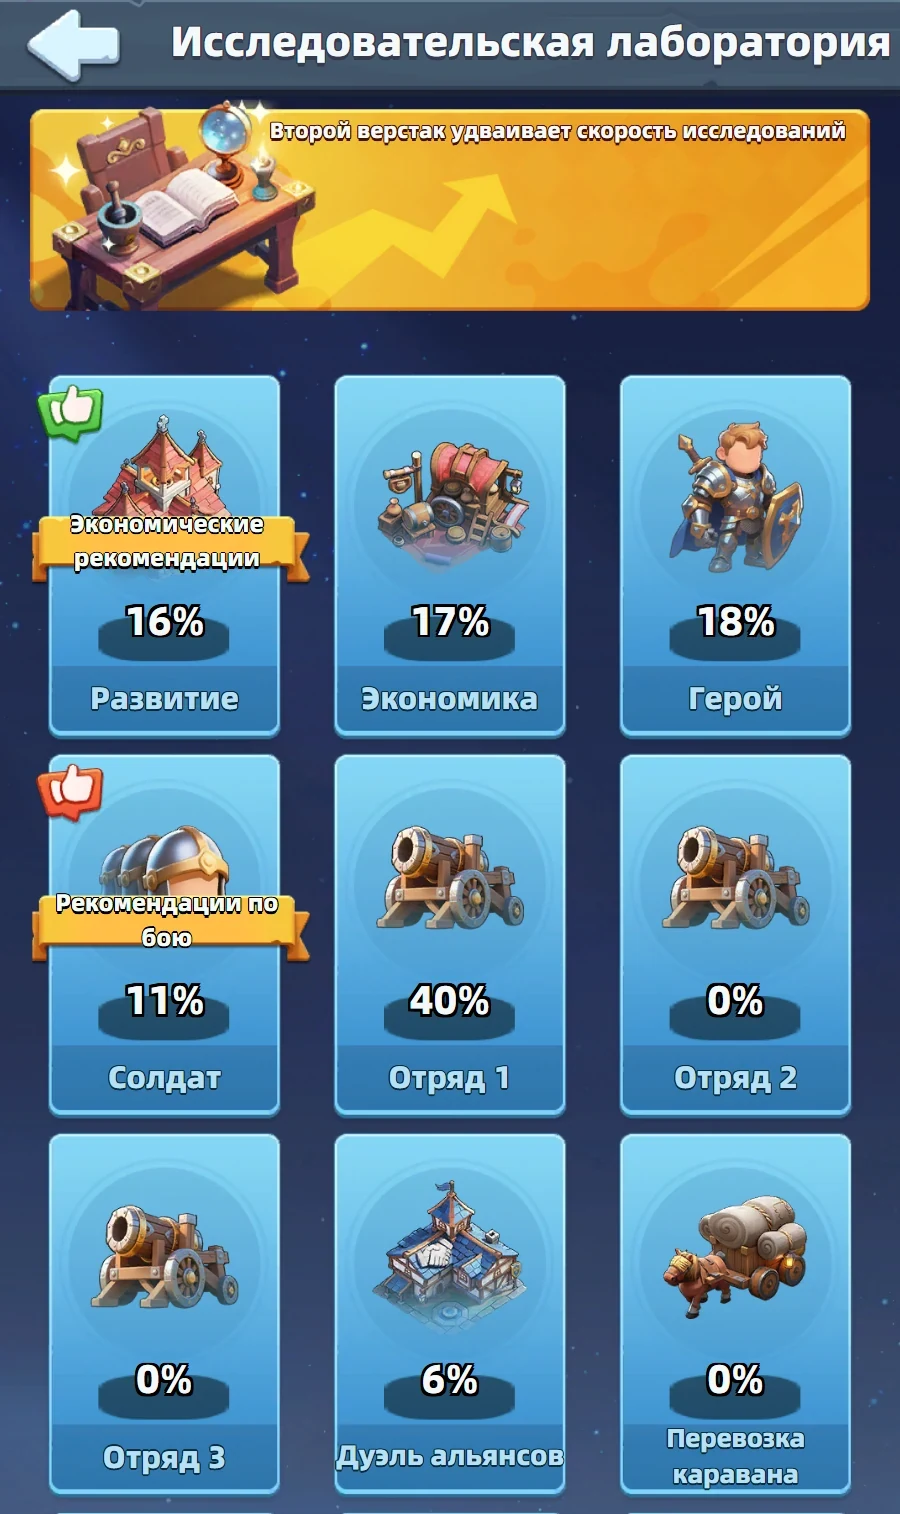 Исследовательская лаборатория
Второй верстак удваивает скорость исследований
Экономические
рекомендации
16%
Развитие
17%
Экономика
18%
Герой
Рекомендации по
бою
11%
Солдат
40%
Отряд 1
0%
Отряд 2
0%
Отряд 3
6%
Дуэль альянсов
0%
Перевозка
каравана